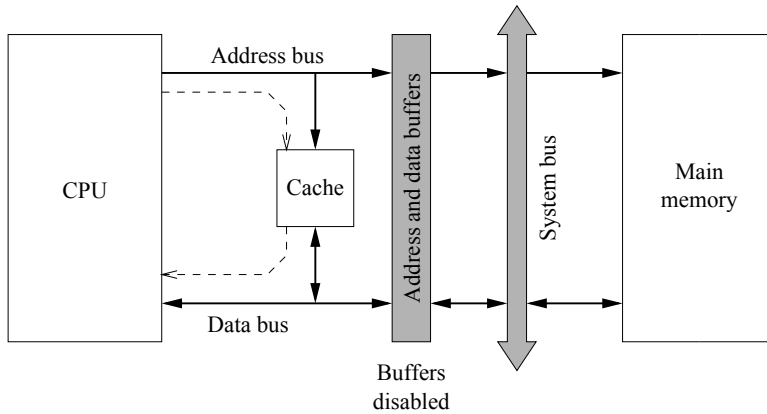 Address bus
CPU
Cache
Address and data buffers
System bus
Main
memory
Data bus
Buffers
disabled